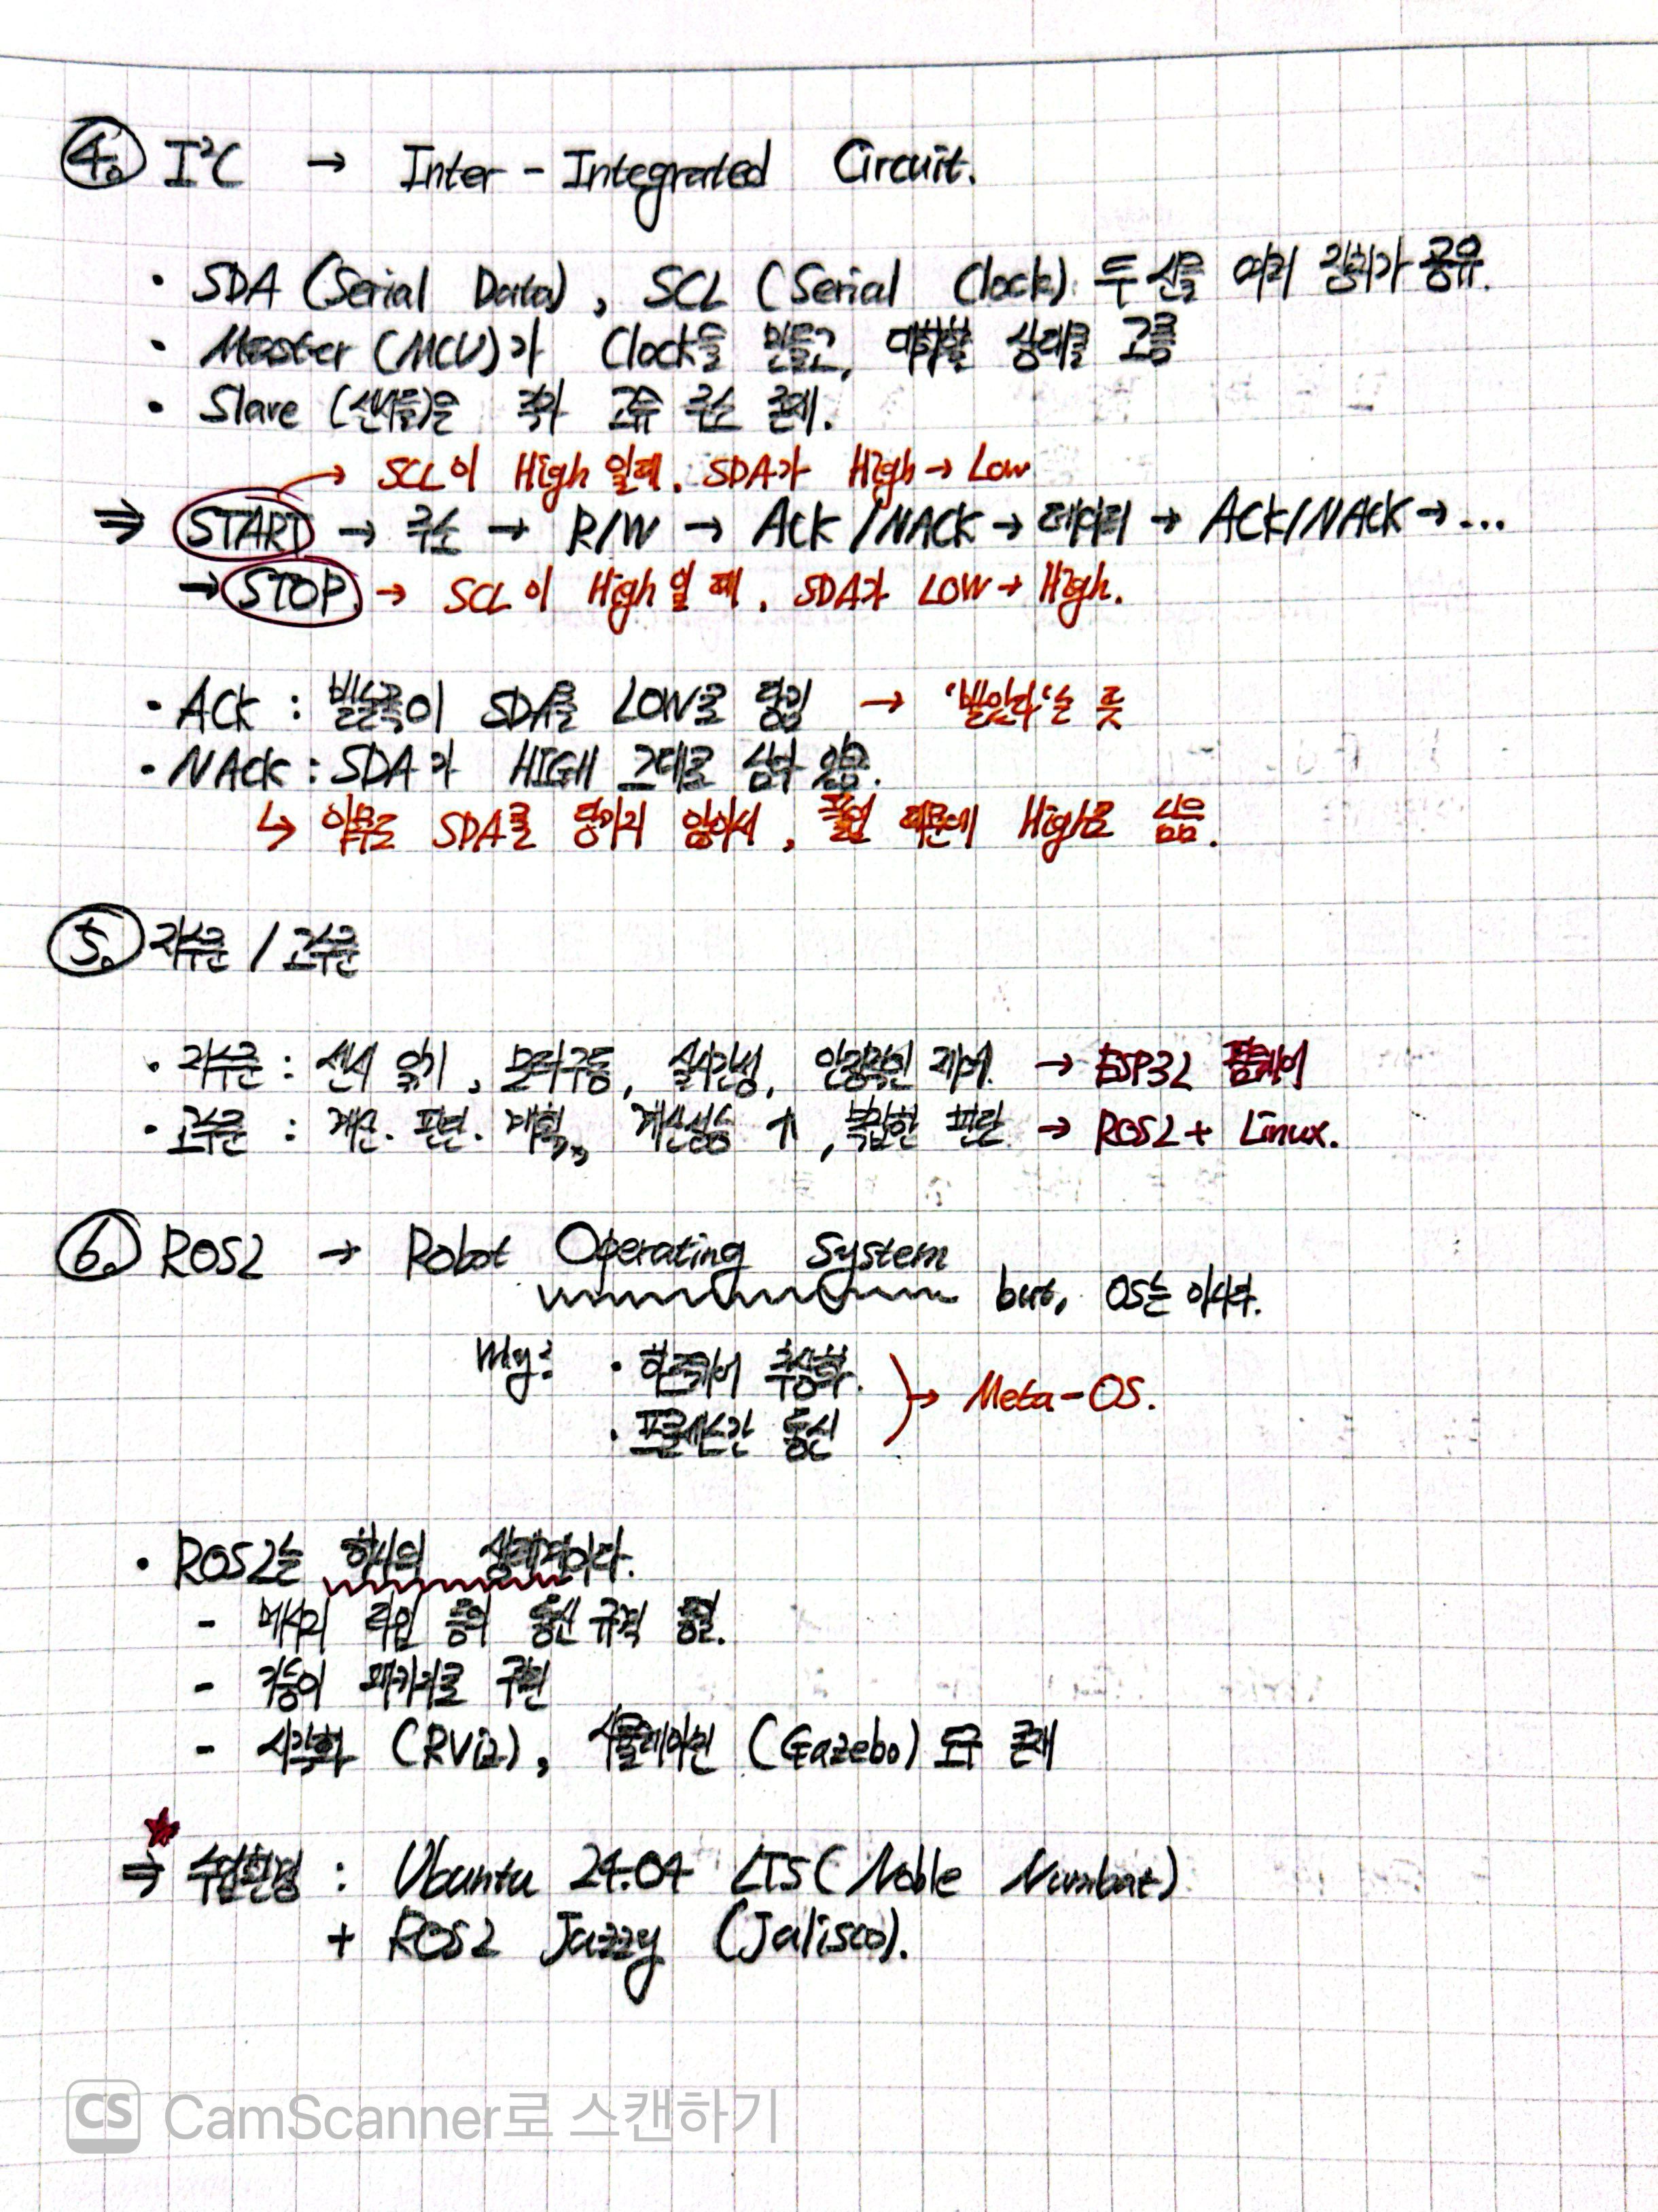 4. I²C → Inter - Integrated Circuit.
· SDA (Serial Data), SCL (Serial Clock) 두 선을 여러 장치가 공유.
· Master (MCU)가 Clock을 만들고, 대화할 상대를 고름
· Slave (센서들)은 각자 고유 주소 존재.
→ SCL이 High 일때, SDA가 High → Low
⇒ START → 주소 → R/W → ACK/NACK → 데이터 → ACK/NACK → ...
→ STOP. → SCL이 High일 때, SDA가 LOW → High.
· ACK : 받는쪽이 SDA를 LOW로 당김 → '받았다'는 뜻
· NACK : SDA가 HIGH 그대로 남아 있음.
↳ 아무도 SDA를 당기지 않아서, 풀업 때문에 High로 남음.
5. 저수준 / 고수준
· 저수준 : 센서 읽기, 모터구동, 실시간성, 안정적인 제어. → ESP32 펌웨어
· 고수준 : 계산. 판단. 계획., 계산성능 ↑, 복잡한 판단 → ROS2 + Linux.
6. ROS2 → Robot Operating System
but, OS는 아니다.
Why? · 하드웨어 추상화.
· 프로세스간 통신
→ Meta-OS.
· ROS2는 하나의 생태계이다.
- 메시지 타입 등의 통신 규격 통일.
- 기능이 패키지로 구현
- 시각화 (RViz), 시뮬레이션 (Gazebo) 도구 존재
⇒ 수업환경 : Ubuntu 24.04 LTS (Noble Numbat)
+ ROS2 Jazzy (Jalisco).
CS CamScanner로 스캔하기